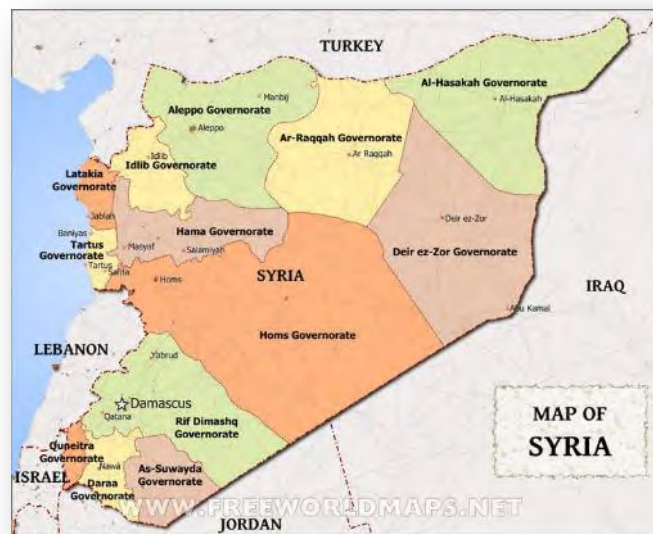 TURKEY
Al-Hasakah Governorate
Al-Hasakah
Manbij
Aleppo Governorate
Aleppo
Ar-Raqqah Governorate
Ar Raqqah
Idlib
Idlib Governorate
Latakia
Governorate
Jablah
Deir ez-Zor
Baniyas
Hama Governorate
Tartus
Governorate
Masyaf
Salamiyah
Deir ez-Zor Governorate
Tartus
Safita
Homs
SYRIA
IRAQ
Abu Kamal
Homs Governorate
LEBANON
Yabrud
Damascus
Qatana
Rif Dimashq
Governorate
MAP OF
SYRIA
Quneitra
Governorate
Nawa
As-Suwayda
Governorate
ISRAEL
Daraa
Governorate
WWW.FREEWORLDMAPS.NET
JORDAN